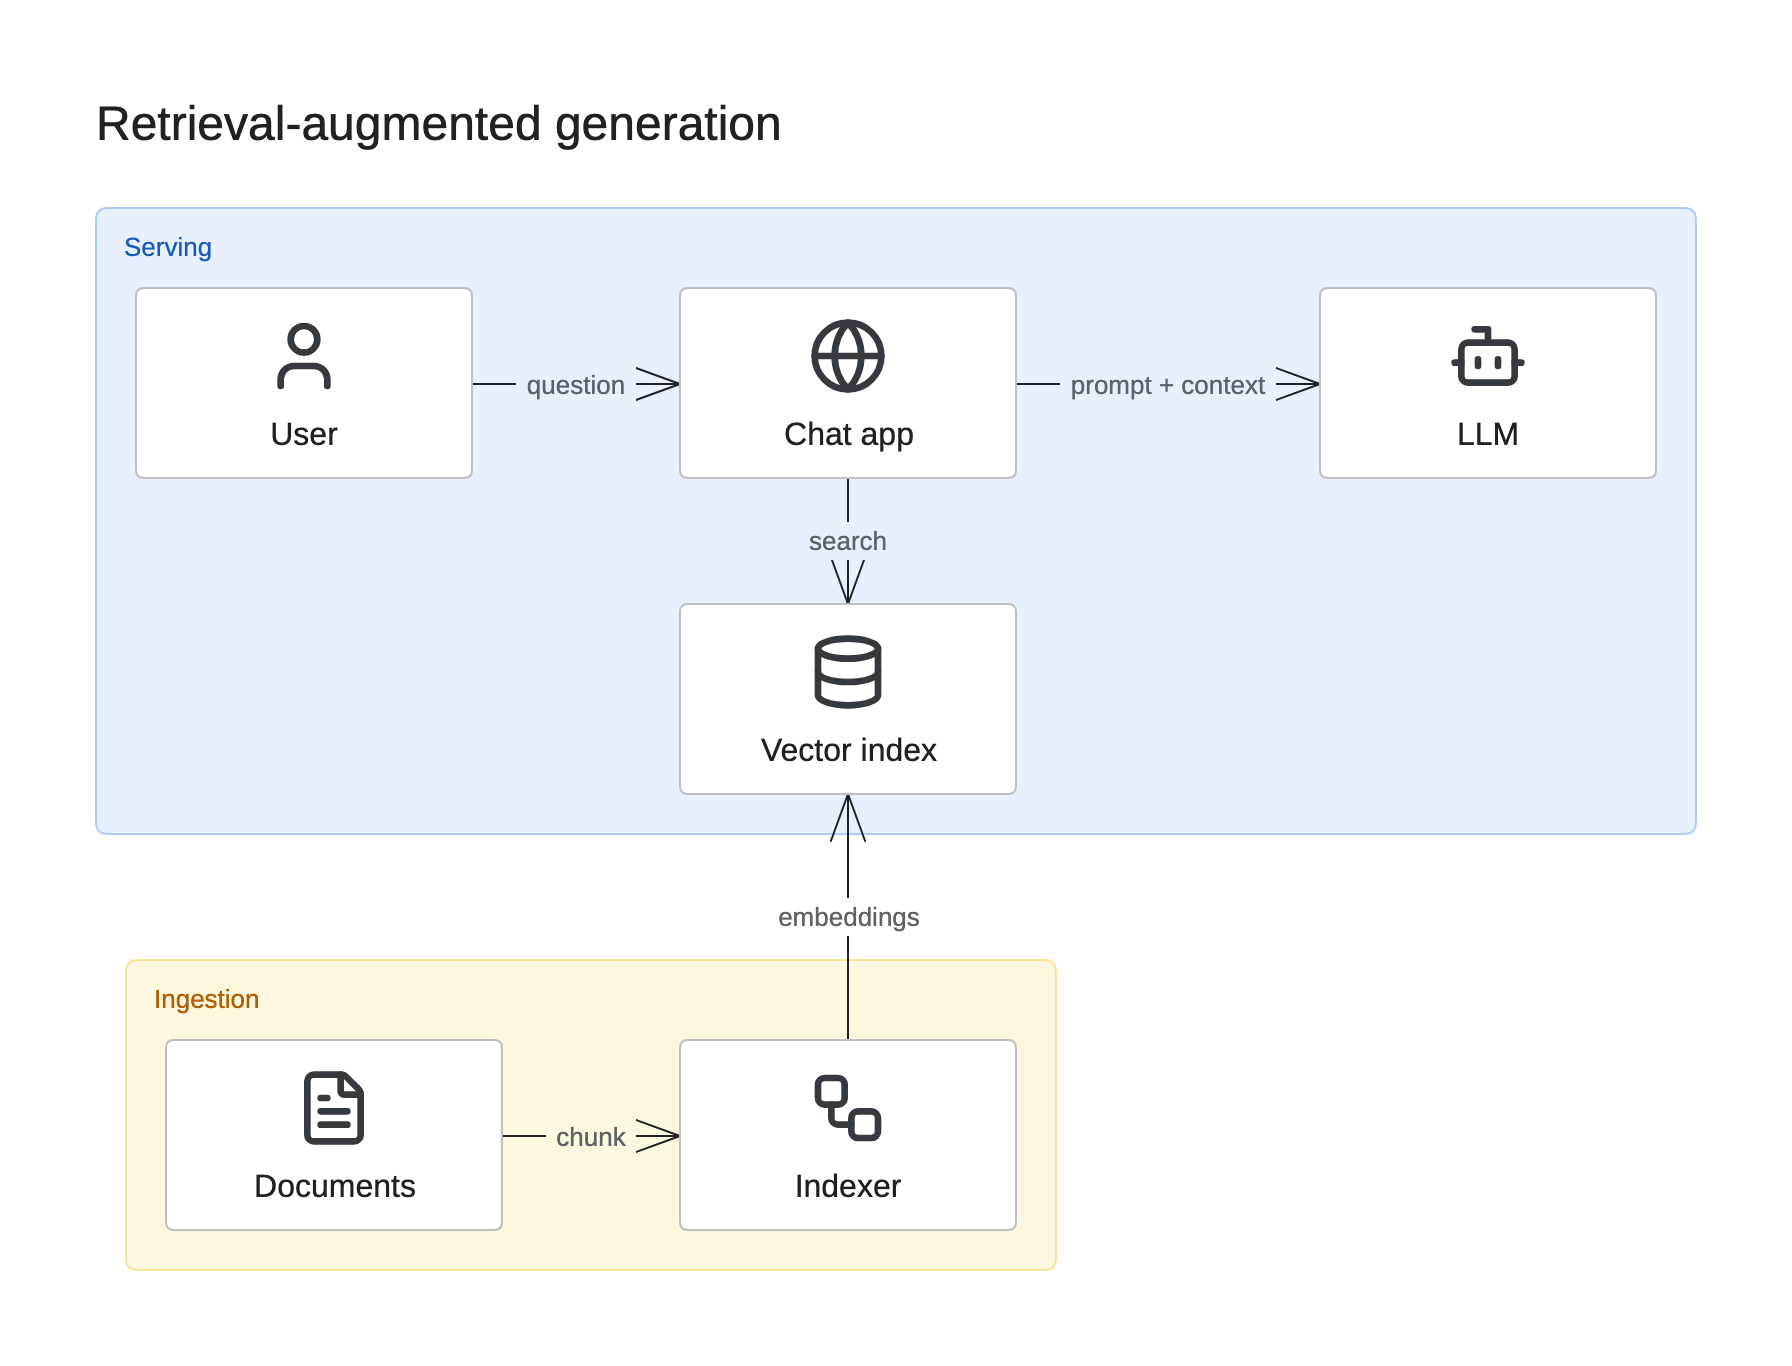 Retrieval-augmented generation
Serving
User
question
Chat app
prompt + context
LLM
search
Vector index
embeddings
Ingestion
Documents
chunk
Indexer